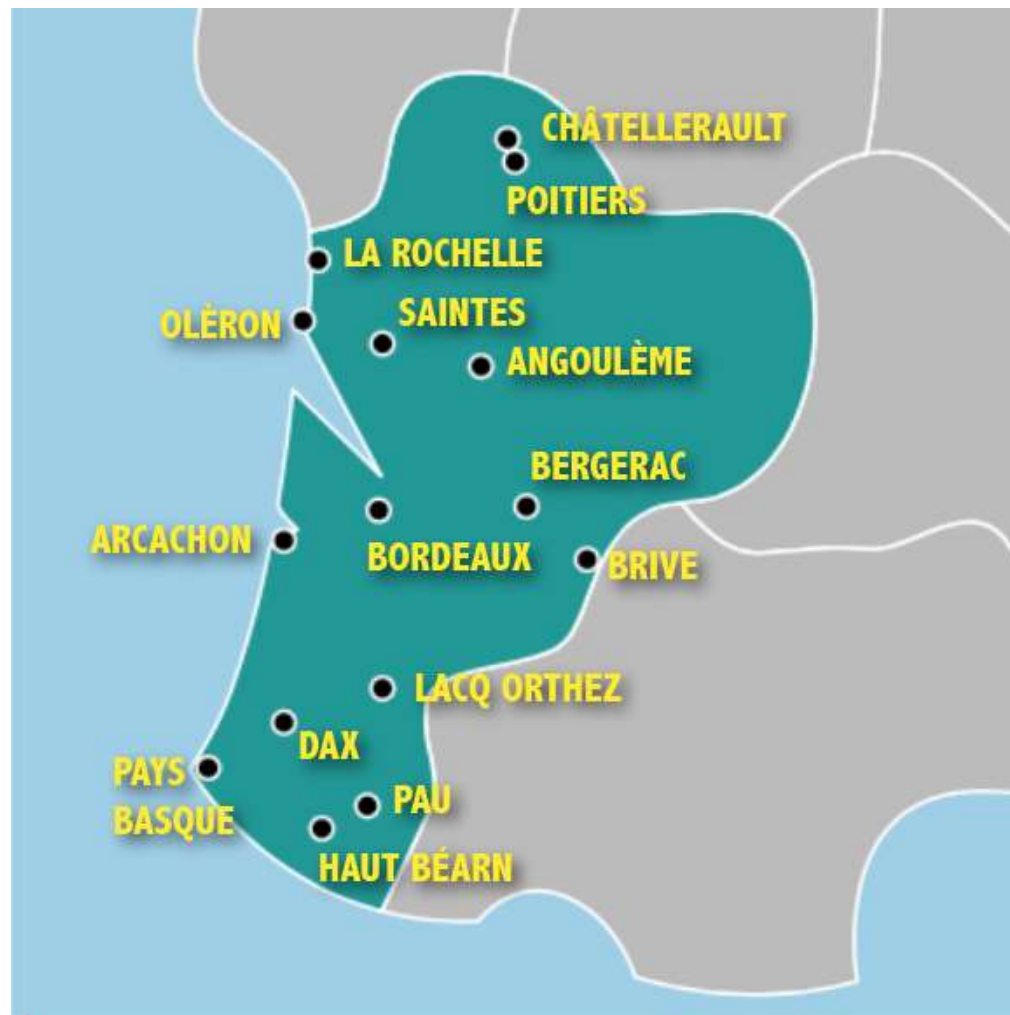 CHÂTELLERAULT
POITIERS
LA ROCHELLE
SAINTES
OLÈRON
ANGOULÈME
BERGERAC
ARCACHON
BORDEAUX
BRIVE
LACQ ORTHEZ
DAX
PAYS
BASQUE
PAU
HAUT BÉARN